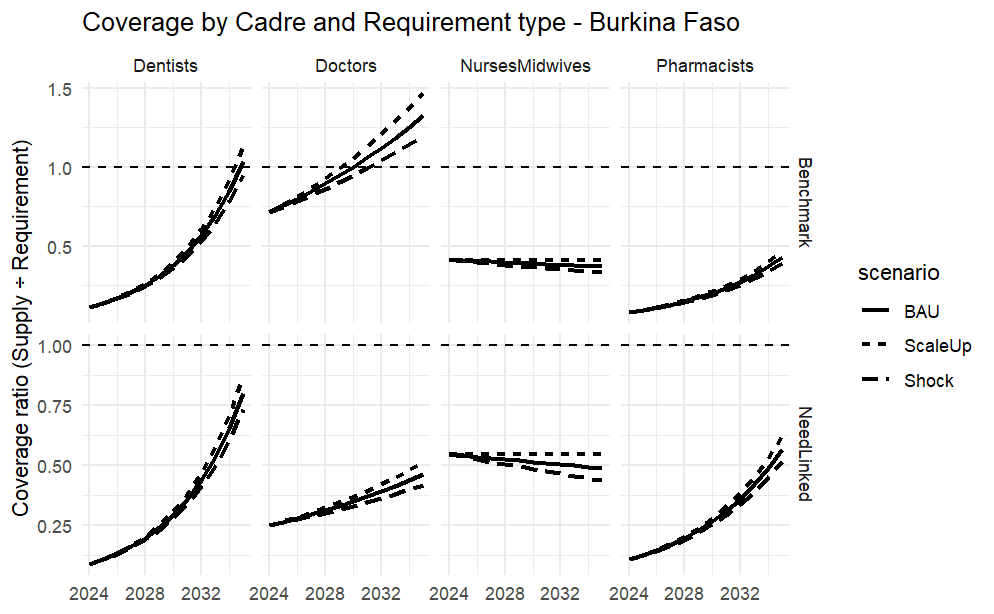 Coverage by Cadre and Requirement type - Burkina Faso
Dentists
Doctors
NursesMidwives
Pharmacists
Coverage ratio (Supply ÷ Requirement)
1.5
1.0
0.5
Benchmark
1.00
0.75
0.50
0.25
NeedLinked
2024 2028 2032
2024 2028 2032
2024 2028 2032
2024 2028 2032
scenario
BAU
ScaleUp
Shock